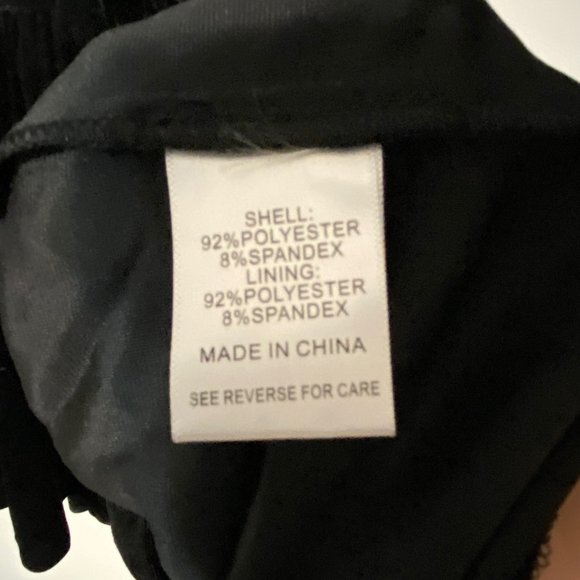 SHELL:
92%POLYESTER
8%SPANDEX
LINING:
92%POLYESTER
8%SPANDEX
MADE IN CHINA
SEE REVERSE FOR CARE